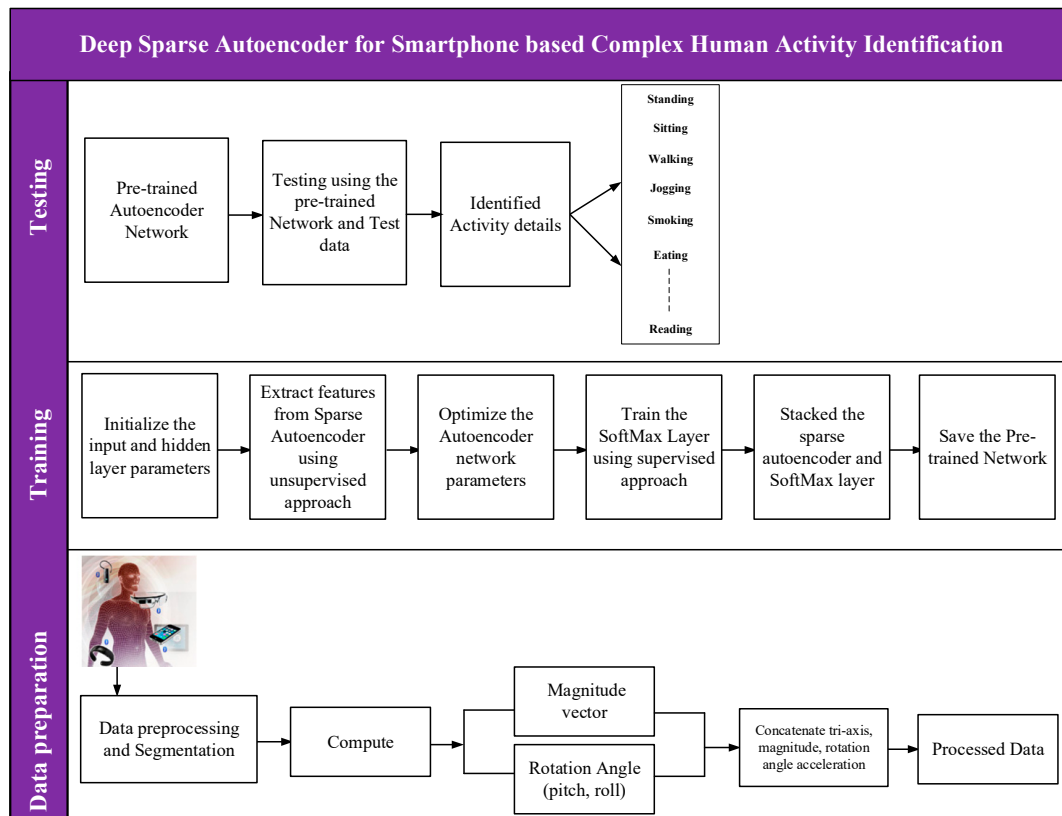 Deep Sparse Autoencoder for Smartphone based Complex Human Activity Identification
Testing
Pre-trained
Autoencoder
Network
Testing using the
pre-trained
Network and Test
data
Identified
Activity details
Standing
Sitting
Walking
Jogging
Smoking
Eating
Reading
Training
Initialize the
input and hidden
layer parameters
Extract features
from Sparse
Autoencoder
using
unsupervised
approach
Optimize the
Autoencoder
network
parameters
Train the
SoftMax Layer
using supervised
approach
Stacked the
sparse
autoencoder and
SoftMax layer
Save the Pre-
trained Network
Data preparation
Data preprocessing
and Segmentation
Compute
Magnitude
vector
Rotation Angle
(pitch, roll)
Concatenate tri-axis,
magnitude, rotation
angle acceleration
Processed Data